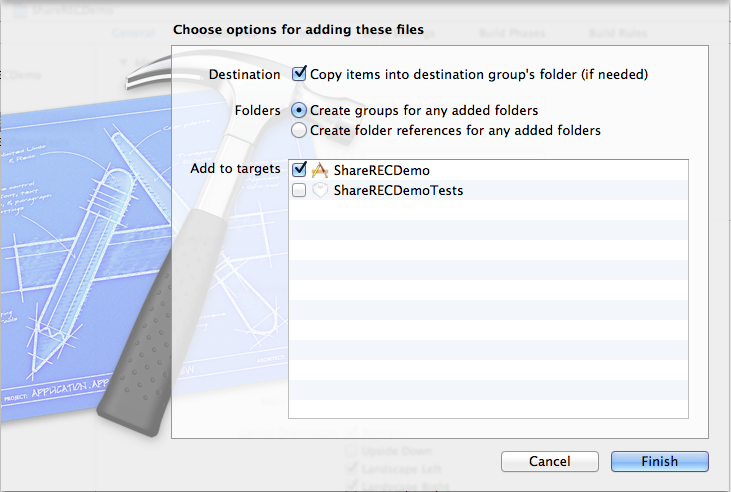 ShareRECDemo
General
Build Phases
Build Rules
Choose options for adding these files
Destination
Copy items into destination group's folder (if needed)
Folders
Create groups for any added folders
Create folder references for any added folders
Add to targets
ShareRECDemo
ShareRECDemoTests
PROJECT: APPLICATION.APP
Upside Down
Landscape Left
Landscape Right
Cancel
Finish